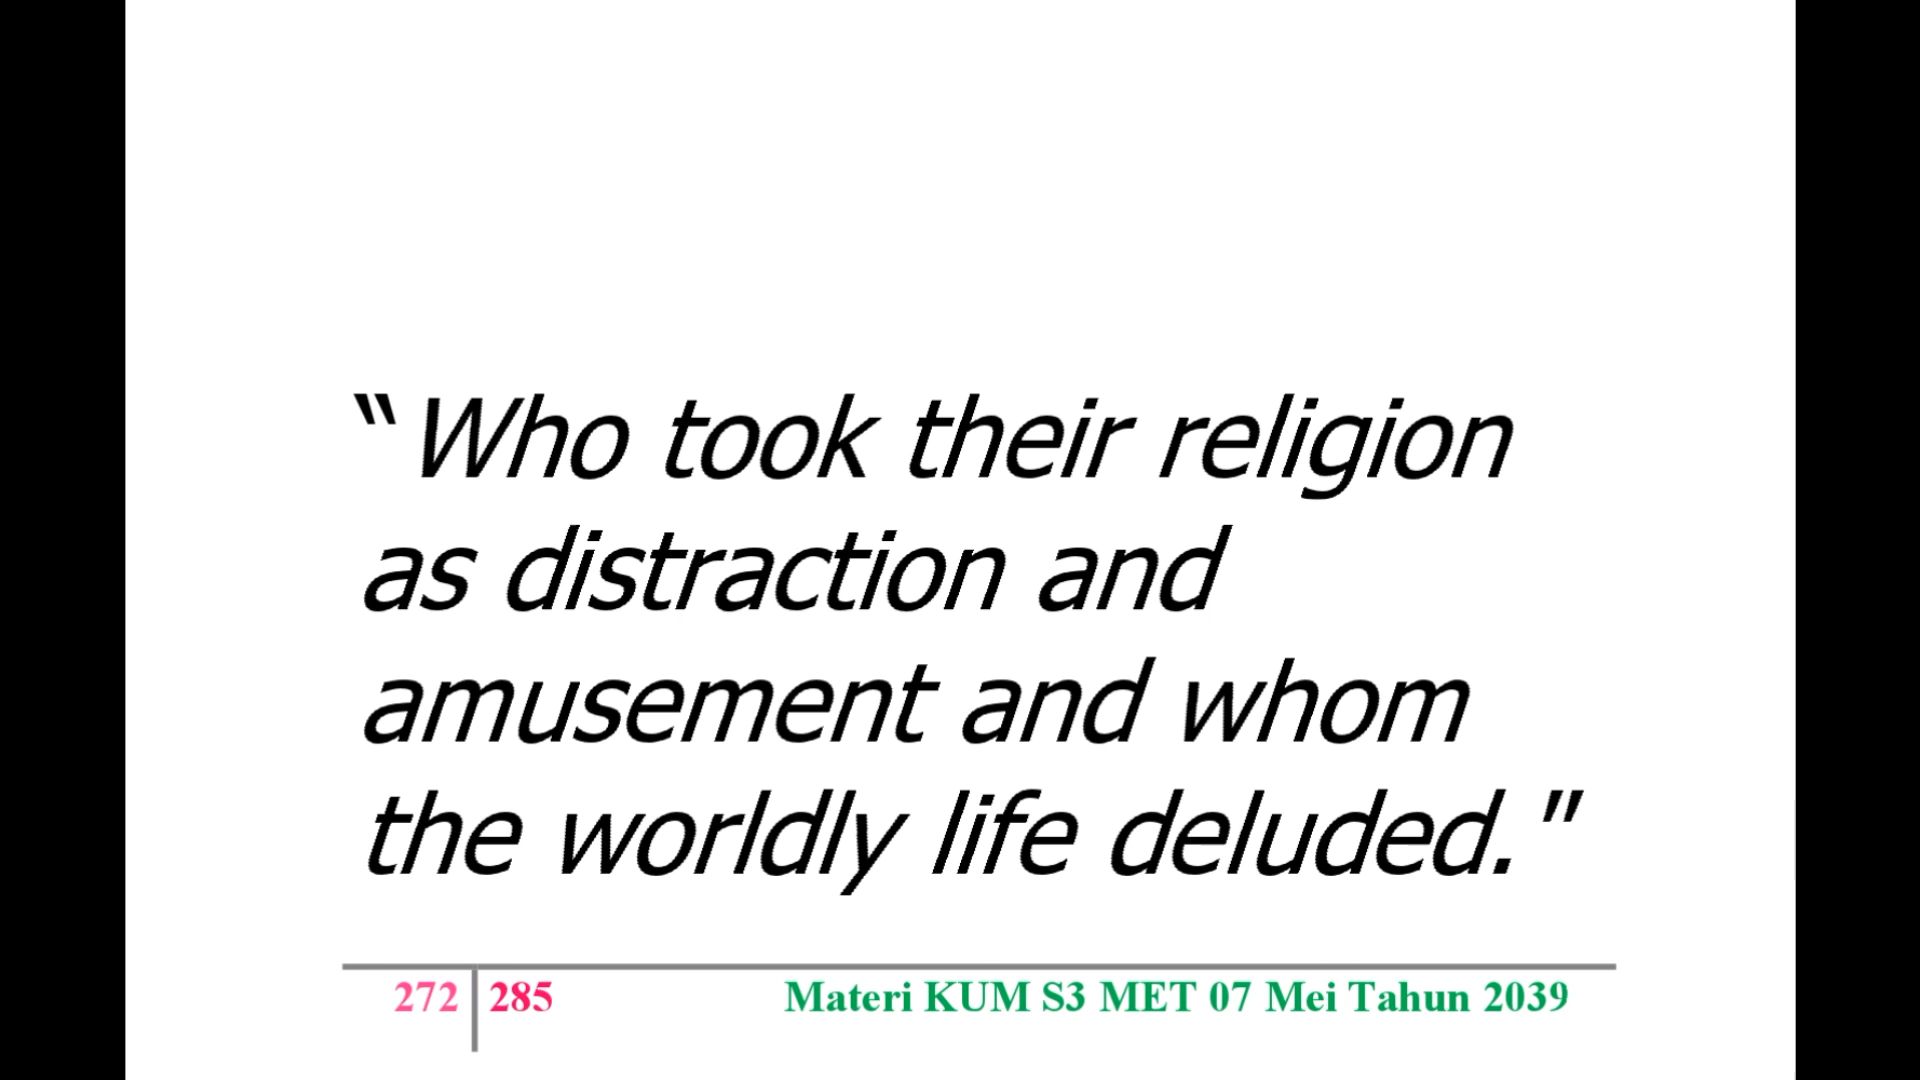 “Who took their religion
as distraction and
amusement and whom
the worldly life deluded."
272 285 Materi KUM S3 MET 07 Mei Tahun 2039